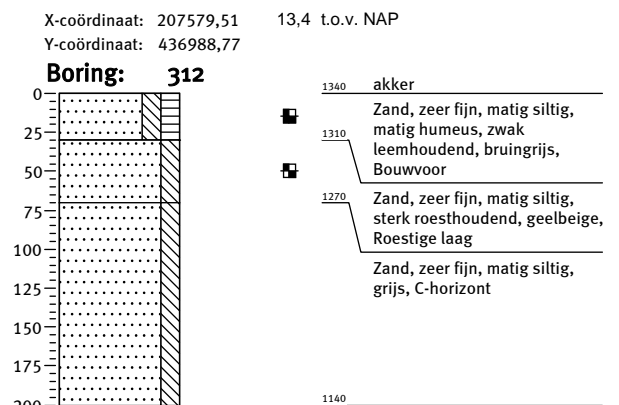 X-coördinaat: 207579,51 13,4 t.o.v. NAP
Y-coördinaat: 436988,77
Boring: 312
0
25
50
75
100
125
150
175
200
1340 akker
Zand, zeer fijn, matig siltig,
matig humeus, zwak
leemhoudend, bruingrijs,
Bouwvoor
1310
Zand, zeer fijn, matig siltig,
sterk roesthoudend, geelbeige,
Roestige laag
1270
Zand, zeer fijn, matig siltig,
grijs, C-horizont
1140